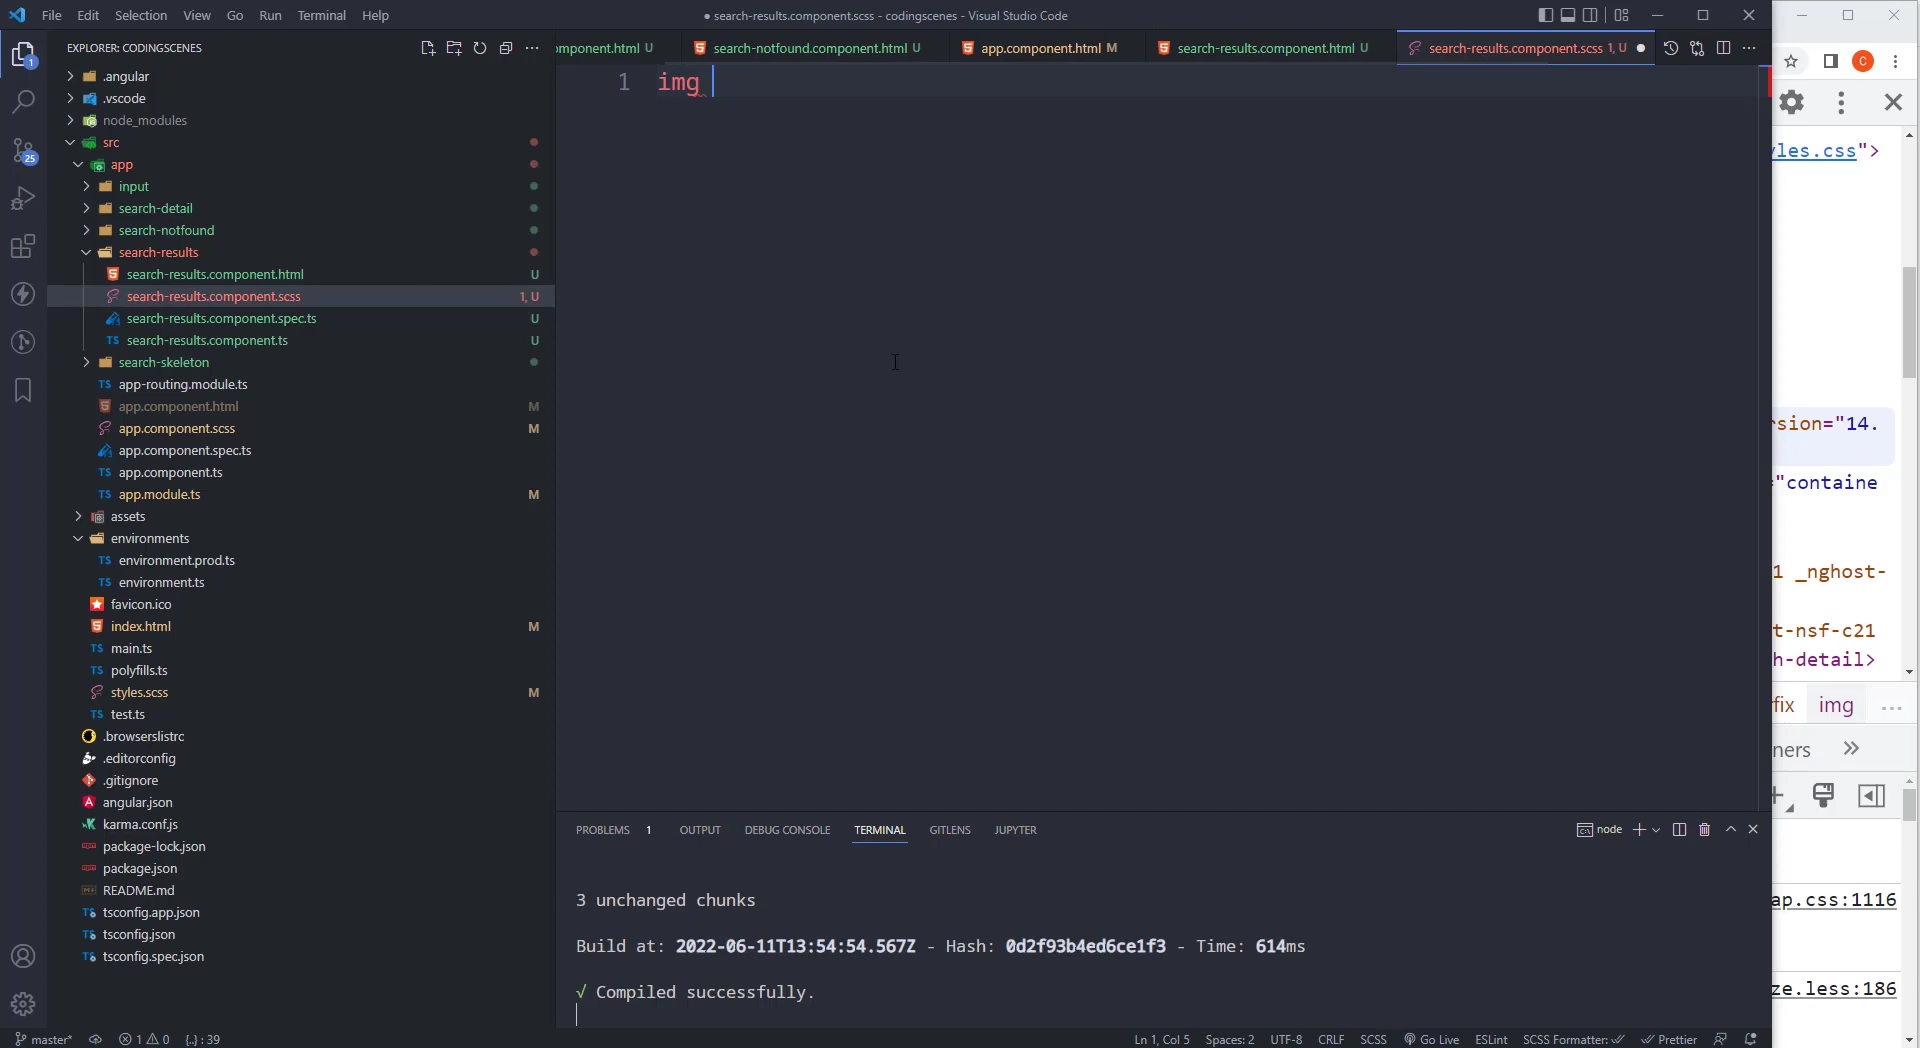 File Edit Selection View Go Run Terminal Help
● search-results.component.scss - codingscenes - Visual Studio Code
EXPLORER: CODINGSCENES
omponent.html U
search-notfound.component.html U
app.component.html M
search-results.component.html U
search-results.component.scss 1, U
.angular
.vscode
node_modules
src
app
input
search-detail
search-notfound
search-results
search-results.component.html U
search-results.component.scss 1, U
search-results.component.spec.ts U
search-results.component.ts U
search-skeleton
app-routing.module.ts
app.component.html M
app.component.scss M
app.component.spec.ts
app.component.ts
app.module.ts M
assets
environments
environment.prod.ts
environment.ts
favicon.ico
index.html M
main.ts
polyfills.ts
styles.scss M
test.ts
.browserslistrc
.editorconfig
.gitignore
angular.json
karma.conf.js
package-lock.json
package.json
README.md
tsconfig.app.json
tsconfig.json
tsconfig.spec.json
1
25
1 img
PROBLEMS 1 OUTPUT DEBUG CONSOLE TERMINAL GITLENS JUPYTER
node
3 unchanged chunks
Build at: 2022-06-11T13:54:54.567Z - Hash: 0d2f93b4ed6ce1f3 - Time: 614ms
√ Compiled successfully.
master* 1 0 {..} : 39
Ln 1, Col 5 Spaces: 2 UTF-8 CRLF SCSS Go Live ESLint SCSS Formatter: Prettier
C
yles.css">
rsion="14.
="containe
1 _nghost-
t-nsf-c21
h-detail>
fix img ...
ners
ap.css:1116
ze.less:186